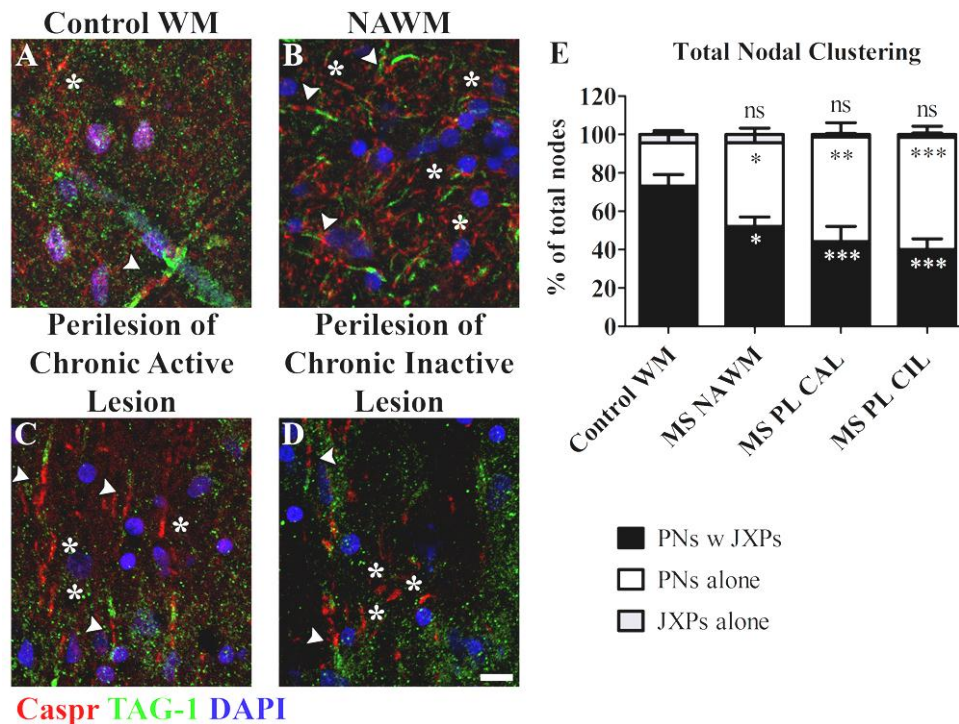 Control WM
NAWM
A
*
B
*
*
*
*
Perilesion of
Chronic Active
Lesion
Perilesion of
Chronic Inactive
Lesion
C
*
*
*
D
*
*
*
Caspr TAG-1 DAPI
E
Total Nodal Clustering
% of total nodes
120
100
80
60
40
20
0
ns
ns
ns
*
**
***
*
***
***
Control WM
MS NAWM
MS PL CAL
MS PL CIL
PNs w JXPs
PNs alone
JXPs alone